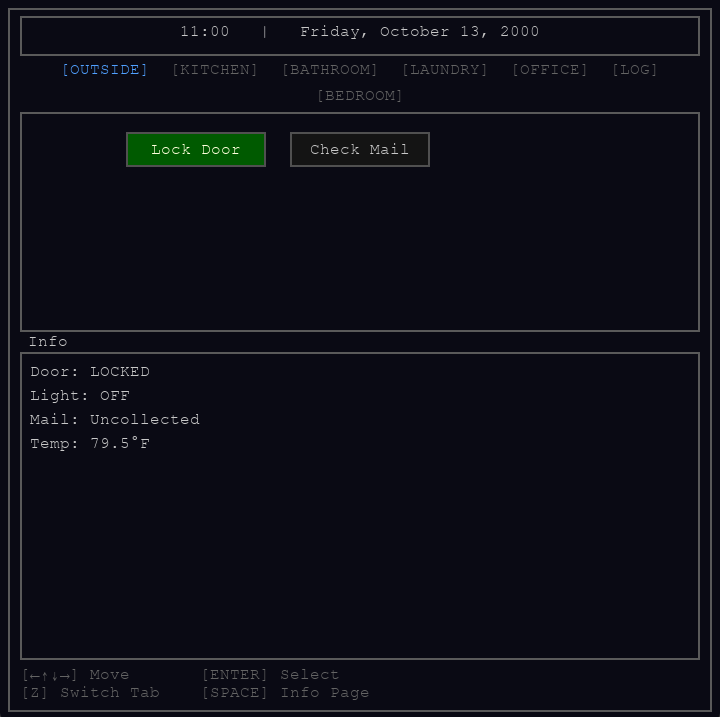 11:00   |   Friday, October 13, 2000
[OUTSIDE]  [KITCHEN]  [BATHROOM]  [LAUNDRY]  [OFFICE]  [LOG]
[BEDROOM]
Lock Door  Check Mail
Info
Door: LOCKED
Light: OFF
Mail: Uncollected
Temp: 79.5°F
[←↑↓→] Move  [ENTER] Select
[Z] Switch Tab  [SPACE] Info Page